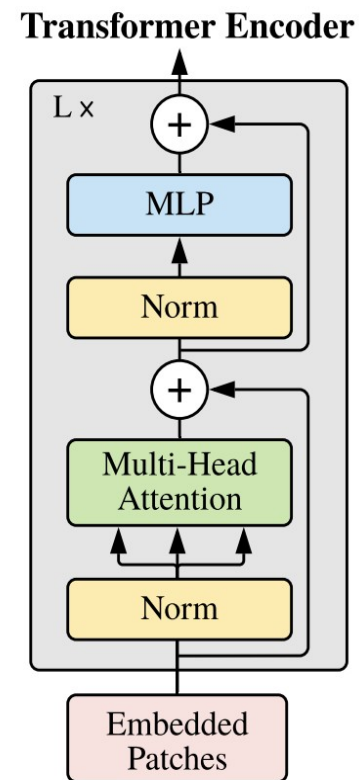 Transformer Encoder
L ×
+
MLP
Norm
+
Multi-Head
Attention
Norm
Embedded
Patches